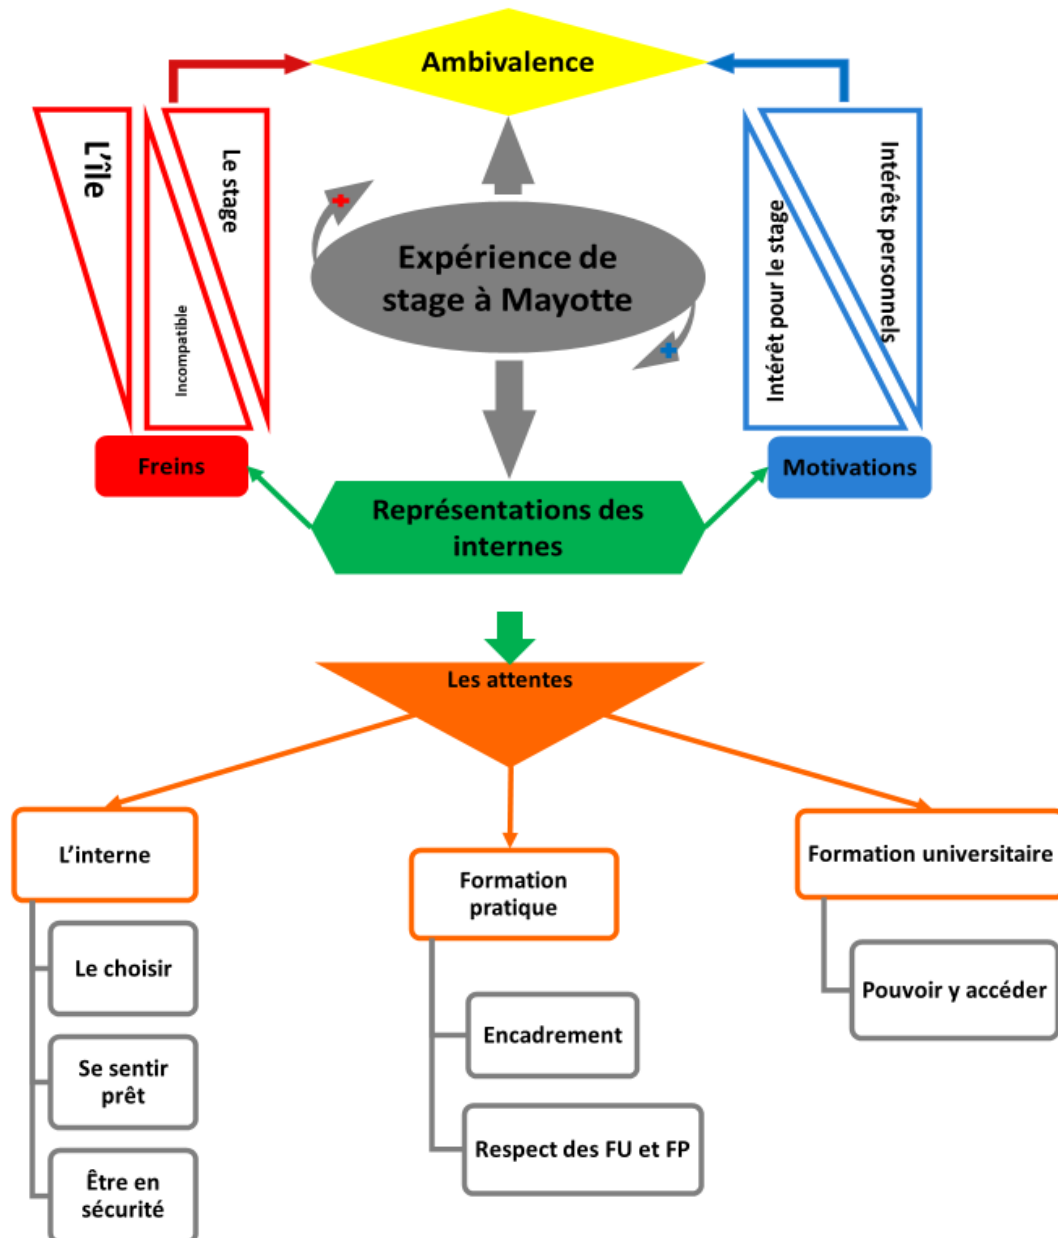 Ambivalence
L'île
Le stage
Incompatible
Expérience de
stage à Mayotte
Intérêt pour le stage
Intérêts personnels
Freins
Motivations
Représentations des
internes
Les attentes
L'interne
Formation
pratique
Formation universitaire
Le choisir
Se sentir
prêt
Être en
sécurité
Encadrement
Respect des FU et FP
Pouvoir y accéder